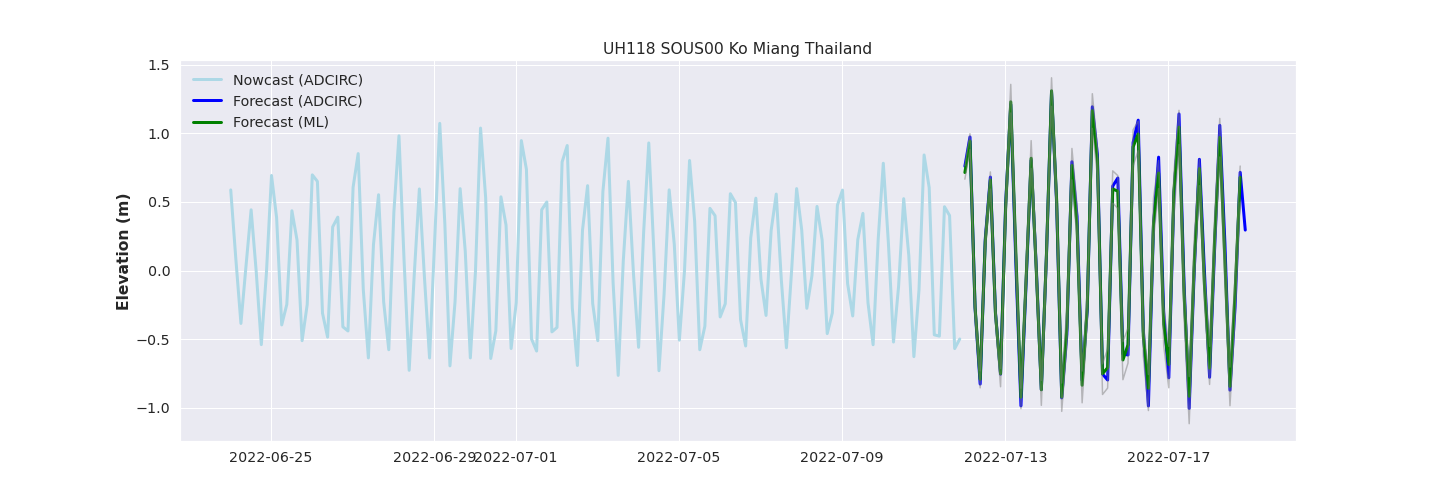 UH118 SOUS00 Ko Miang Thailand
Nowcast (ADCIRC)
Forecast (ADCIRC)
Forecast (ML)
Elevation (m)
1.5
1.0
0.5
0.0
−0.5
−1.0
2022-06-25
2022-06-29
2022-07-01
2022-07-05
2022-07-09
2022-07-13
2022-07-17